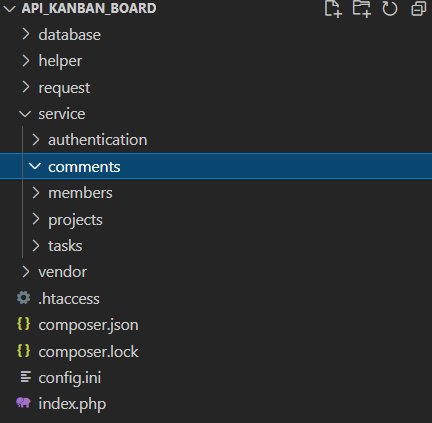 API_KANBAN_BOARD
database
helper
request
service
authentication
comments
members
projects
tasks
vendor
.htaccess
{} composer.json
{} composer.lock
config.ini
index.php